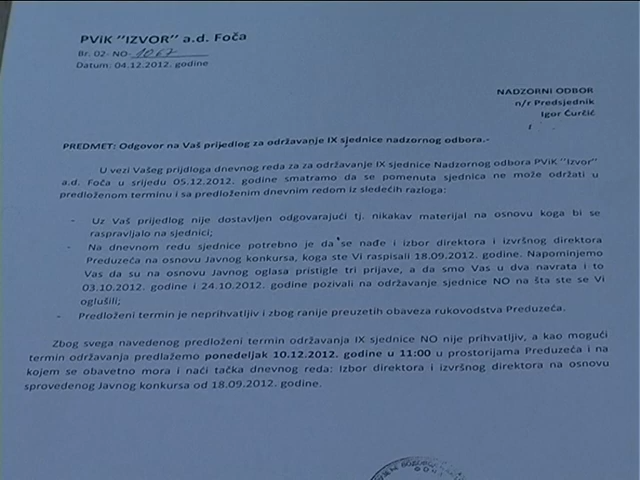 PViK "IZVOR" a.d. Foča
Br. 02- NO- 1067
Datum: 04.12.2012. godine
NADZORNI ODBOR
n/r Predsjednik
Igor Ćurčić
PREDMET: Odgovor na Vaš prijedlog za održavanje IX sjednice nadzornog odbora.-
U vezi Vašeg prijdloga dnevnog reda za za održavanje IX sjednice Nadzornog odbora PViK "Izvor"
a.d. Foča u srijedu 05.12.2012. godine smatramo da se pomenuta sjednica ne može održati u
predloženom terminu i sa predloženim dnevnim redom iz sledećih razloga:
- Uz Vaš prijedlog nije dostavljen odgovarajući tj. nikakav materijal na osnovu koga bi se
raspravljalo na sjednici;
- Na dnevnom redu sjednice potrebno je da se nađe i izbor direktora i izvršnog direktora
Preduzeća na osnovu Javnog konkursa, koga ste Vi raspisali 18.09.2012. godine. Napominjemo
Vas da su na osnovu Javnog oglasa pristigle tri prijave, a da smo Vas u dva navrata i to
03.10.2012. godine i 24.10.2012. godine pozivali na održavanje sjednice NO na šta ste se Vi
oglušili;
- Predloženi termin je neprihvatljiv i zbog ranije preuzetih obaveza rukovodstva Preduzeća.
Zbog svega navedenog predloženi termin održavanja IX sjednice NO nije prihvatljiv, a kao mogući
termin održavanja predlažemo ponedeljak 10.12.2012. godine u 11:00 u prostorijama Preduzeća i na
kojem se obavetno mora i naći tačka dnevnog reda: Izbor direktora i izvršnog direktora na osnovu
sprovedenog Javnog konkursa od 18.09.2012. godine.